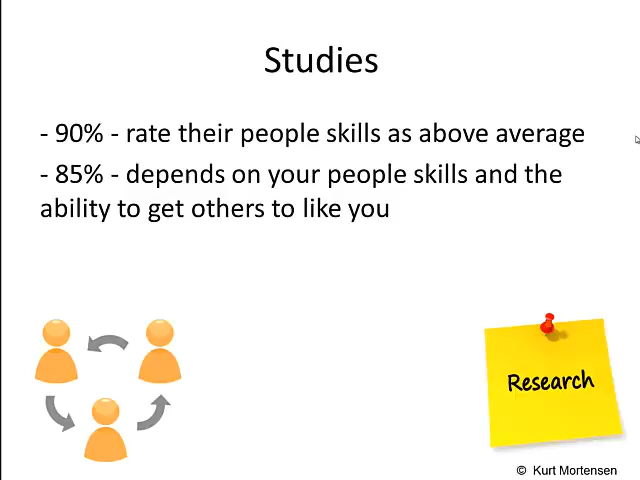 Studies
- 90% - rate their people skills as above average
- 85% - depends on your people skills and the
ability to get others to like you
Research
© Kurt Mortensen